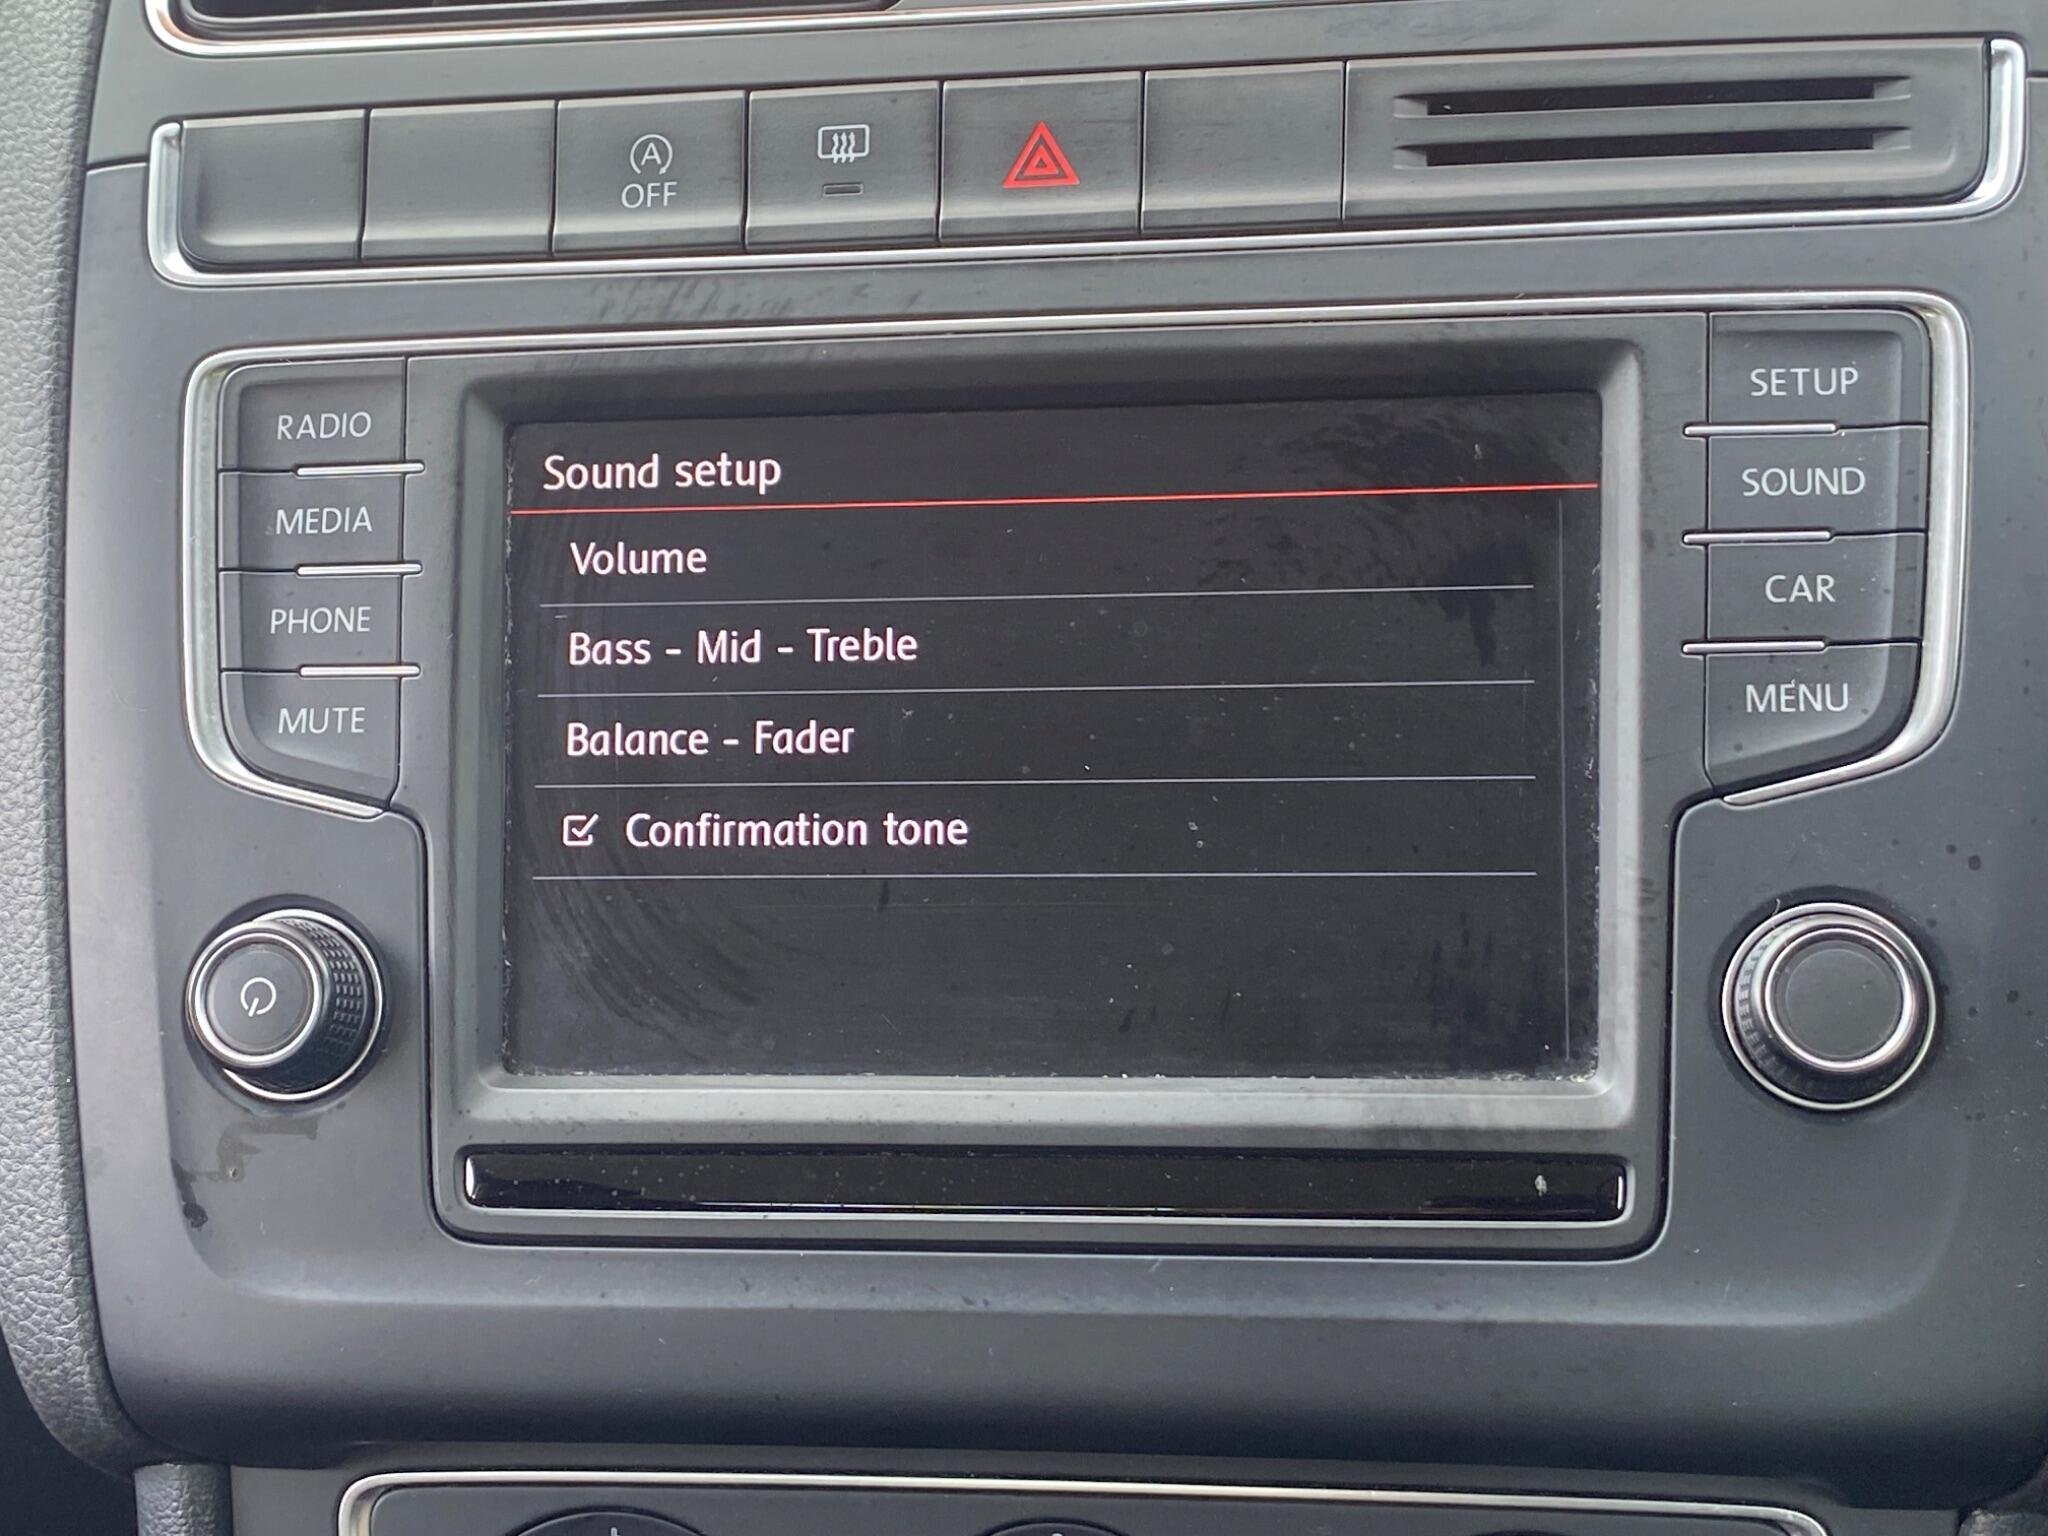 A
OFF
RADIO
MEDIA
PHONE
MUTE
Sound setup
Volume
Bass - Mid - Treble
Balance - Fader
Confirmation tone
SETUP
SOUND
CAR
MENU